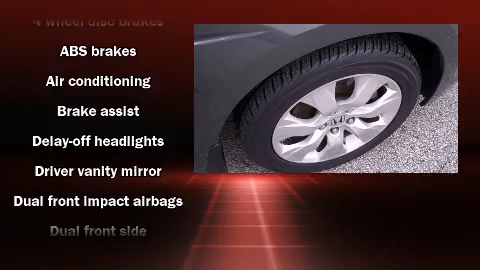 4 wheel disc brakes
ABS brakes
Air conditioning
Brake assist
Delay-off headlights
Driver vanity mirror
Dual front impact airbags
Dual front side